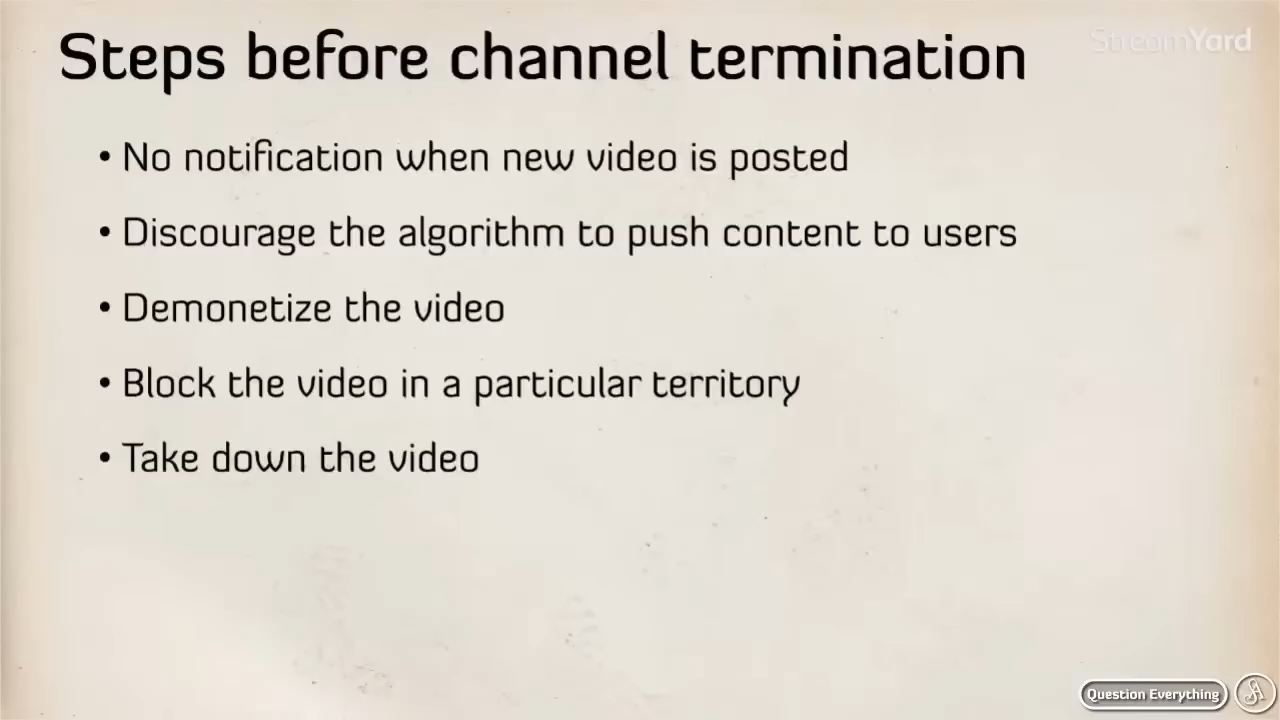 Steps before channel termination
StreamYard
• No notification when new video is posted
• Discourage the algorithm to push content to users
• Demonetize the video
• Block the video in a particular territory
• Take down the video
Question Everything